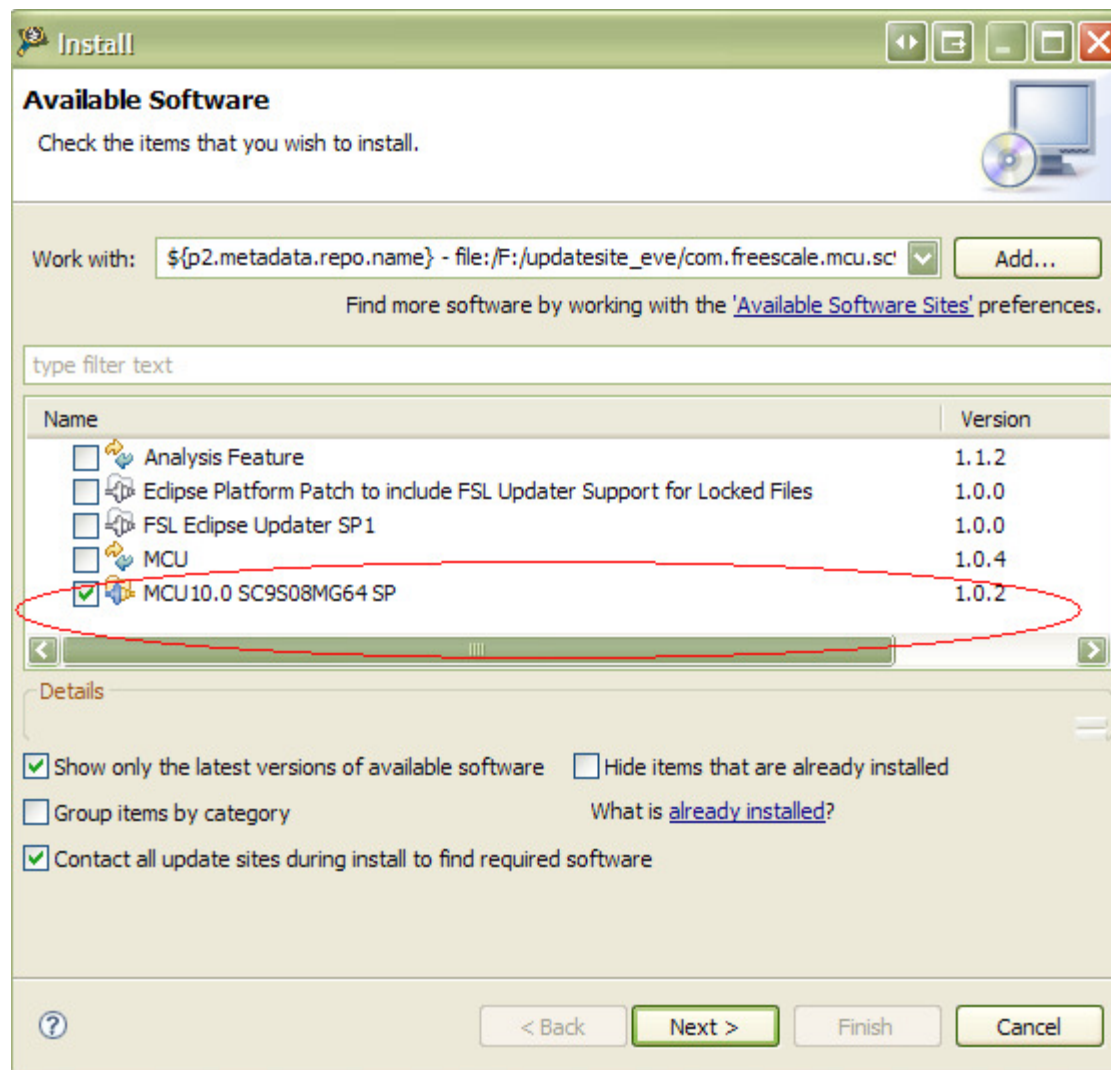 Install
Available Software
Check the items that you wish to install.
Work with: ${p2.metadata.repo.name} - file:/F:/updatesite_eve/com.freescale.mcu.sc Add...
Find more software by working with the 'Available Software Sites' preferences.
type filter text
Name Version
Analysis Feature 1.1.2
Eclipse Platform Patch to include FSL Updater Support for Locked Files 1.0.0
FSL Eclipse Updater SP1 1.0.0
MCU 1.0.4
MCU10.0 SC9S08MG64 SP 1.0.2
Details
Show only the latest versions of available software Hide items that are already installed
Group items by category What is already installed?
Contact all update sites during install to find required software
? < Back Next > Finish Cancel